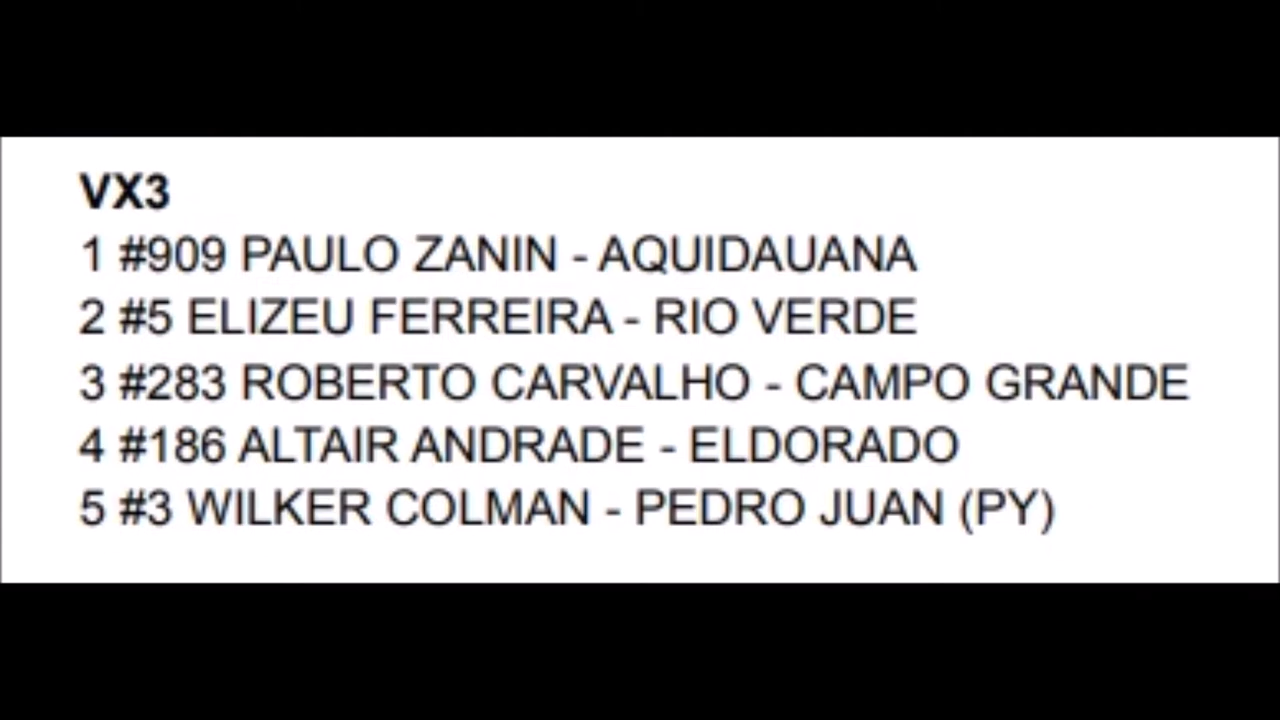 VX3
1 #909 PAULO ZANIN - AQUIDAUANA
2 #5 ELIZEU FERREIRA - RIO VERDE
3 #283 ROBERTO CARVALHO - CAMPO GRANDE
4 #186 ALTAIR ANDRADE - ELDORADO
5 #3 WILKER COLMAN - PEDRO JUAN (PY)